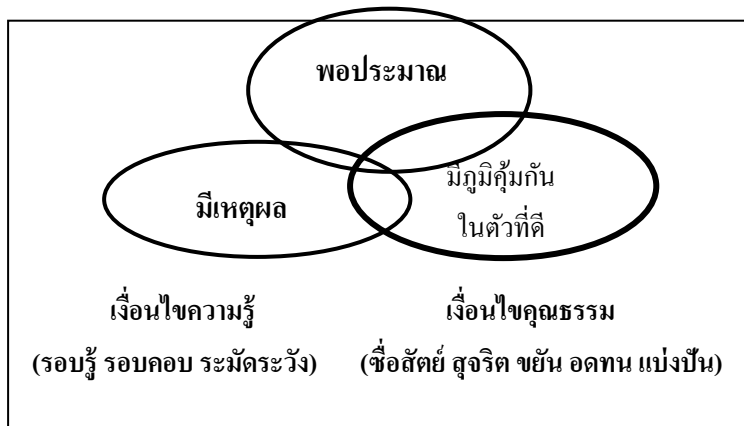 พอประมาณ
มีเหตุผล
มีภูมิคุ้มกัน
ในตัวที่ดี
เงื่อนไขความรู้
(รอบรู้ รอบคอบ ระมัดระวัง)
เงื่อนไขคุณธรรม
(ซื่อสัตย์ สุจริต ขยัน อดทน แบ่งปัน)